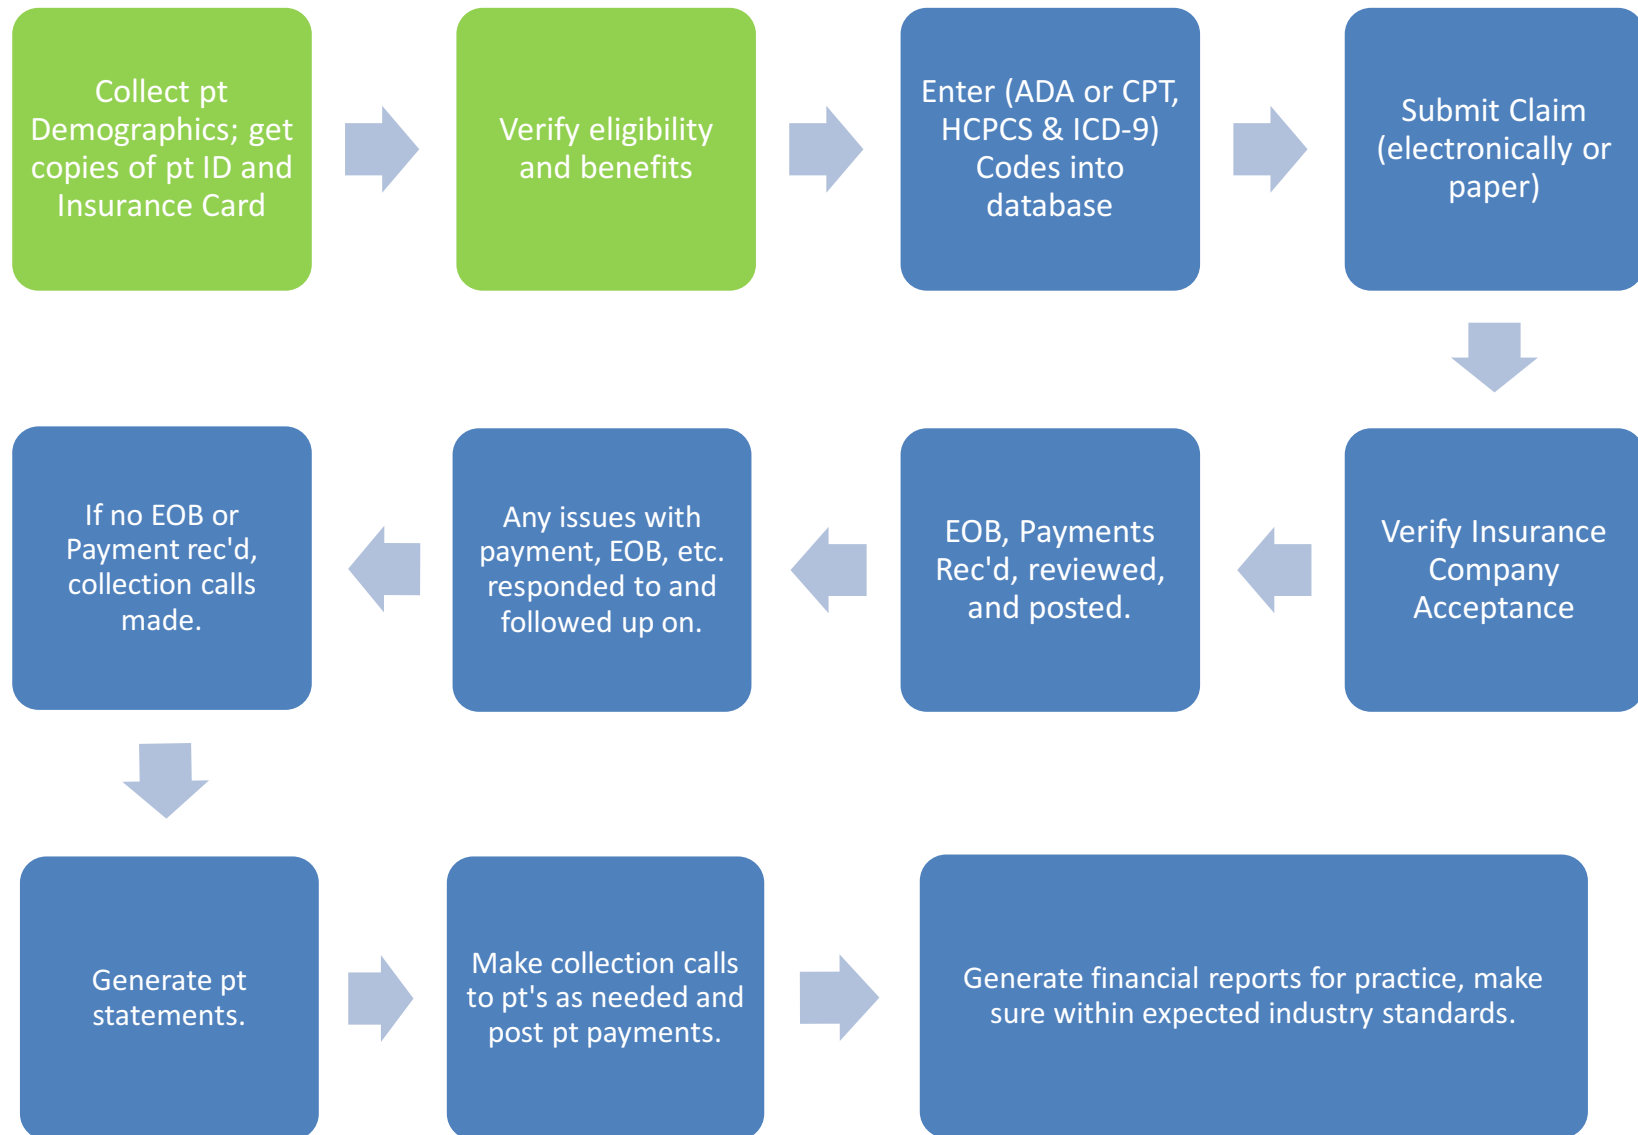 Collect pt
Demographics; get
copies of pt ID and
Insurance Card
Verify eligibility
and benefits
Enter (ADA or CPT,
HCPCS & ICD-9)
Codes into
database
Submit Claim
(electronically or
paper)
Verify Insurance
Company
Acceptance
EOB, Payments
Rec'd, reviewed,
and posted.
Any issues with
payment, EOB, etc.
responded to and
followed up on.
If no EOB or
Payment rec'd,
collection calls
made.
Generate pt
statements.
Make collection calls
to pt's as needed and
post pt payments.
Generate financial reports for practice, make
sure within expected industry standards.